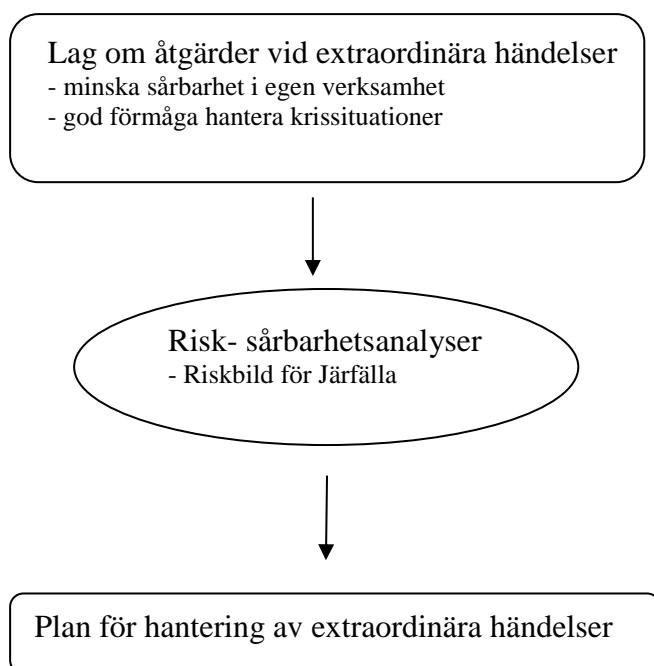 Lag om åtgärder vid extraordinära händelser
- minska sårbarhet i egen verksamhet
- god förmåga hantera krissituationer
Risk- sårbarhetsanalyser
- Riskbild för Järfälla
Plan för hantering av extraordinära händelser